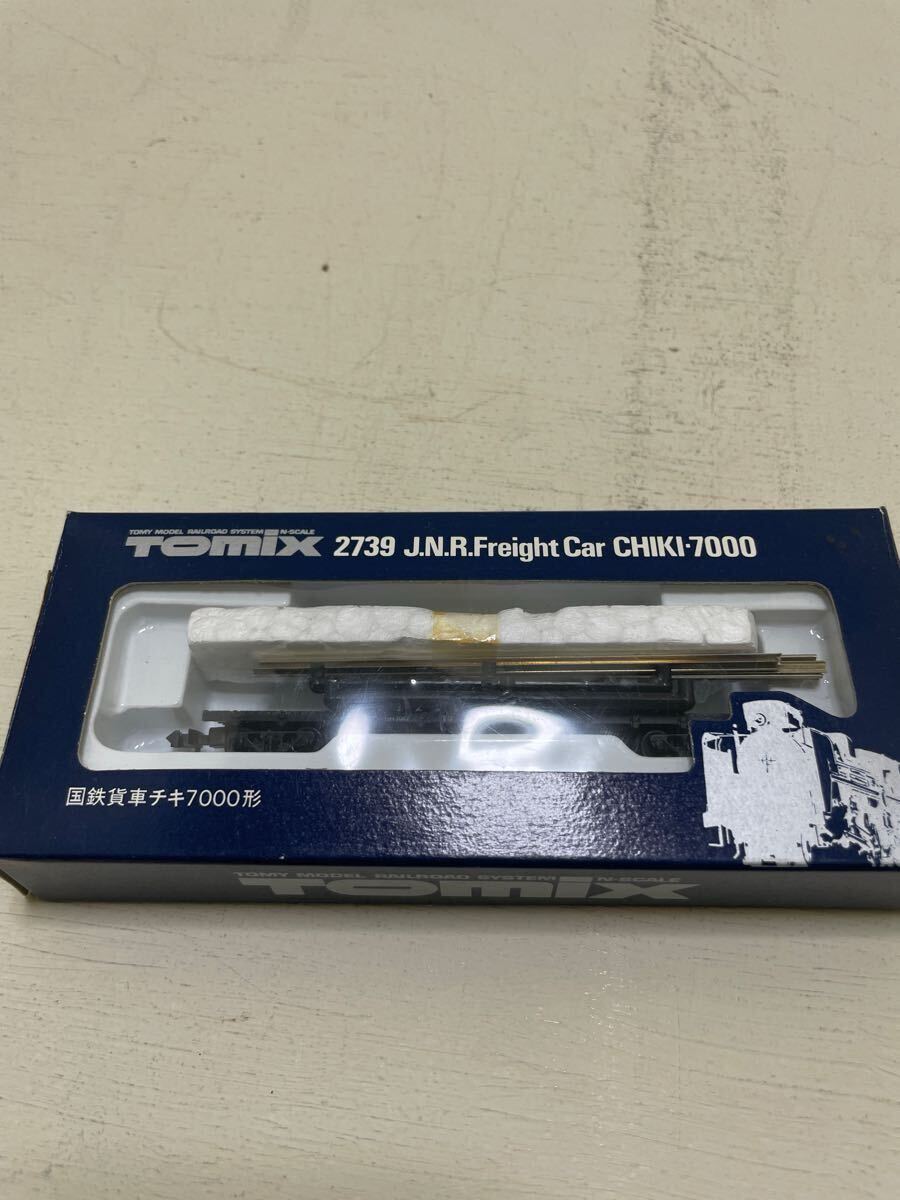 TOMY MODEL RAILROAD SYSTEM N-SCALE
TOMIX 2739 J.N.R.Freight Car CHIKI-7000
国鉄貨車チキ7000形
TOMY MODEL RAILROAD SYSTEM N-SCALE
TOMIX